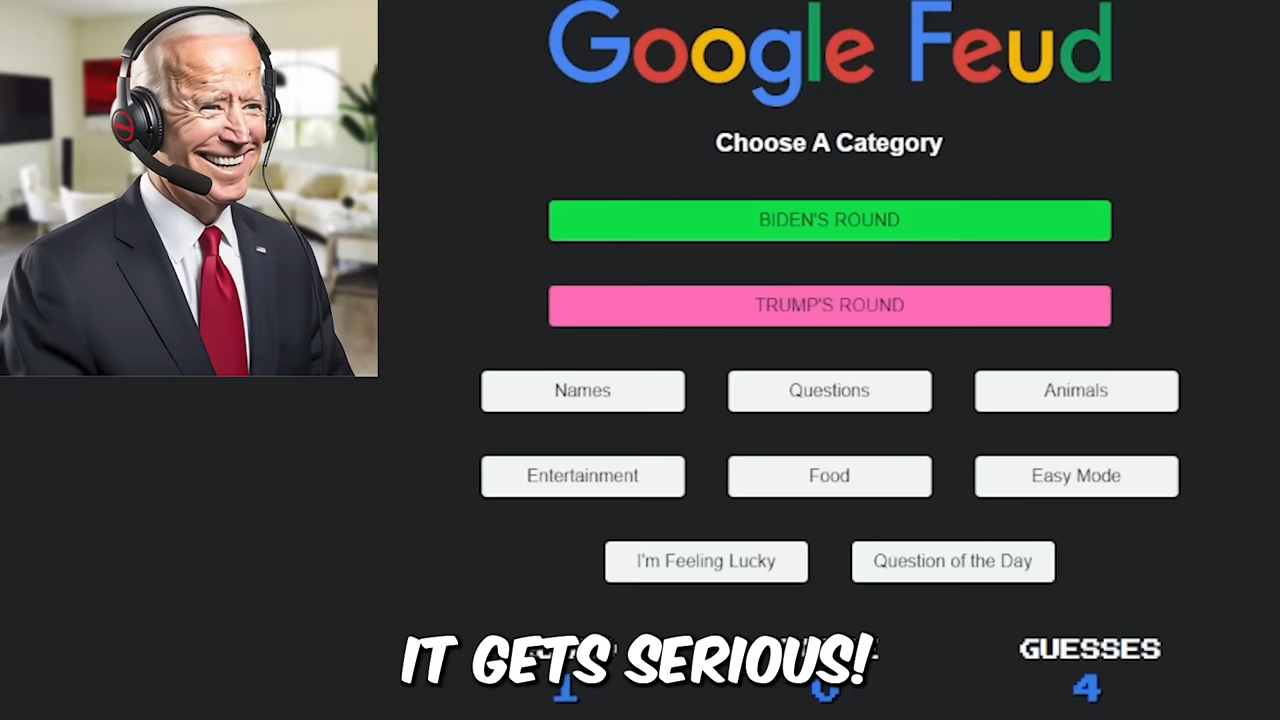 Google Feud
Choose A Category
BIDEN'S ROUND
TRUMP'S ROUND
Names
Questions
Animals
Entertainment
Food
Easy Mode
I'm Feeling Lucky
Question of the Day
IT GETS SERIOUS!
GUESSES
1
4